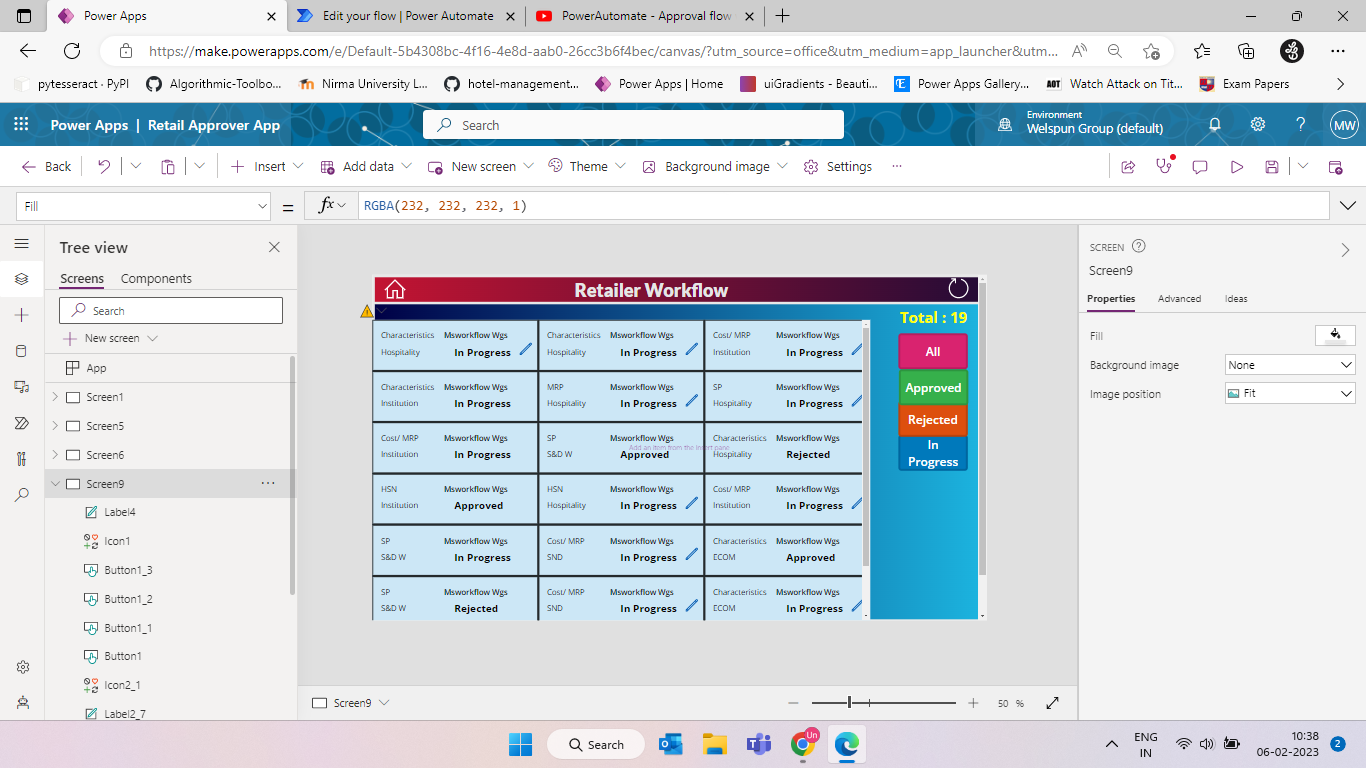 Power Apps
Edit your flow | Power Automate
PowerAutomate - Approval flow
https://make.powerapps.com/e/Default-5b4308bc-4f16-4e8d-aab0-26cc3b6f4bec/canvas/?utm_source=office&utm_medium=app_launcher&utm...
pytesseract · PyPI
Algorithmic-Toolbo...
Nirma University L...
hotel-management...
Power Apps | Home
uiGradients - Beauti...
Power Apps Gallery...
Watch Attack on Tit...
Exam Papers
Power Apps | Retail Approver App
Search
Environment
Welspun Group (default)
MW
Back
Insert
Add data
New screen
Theme
Background image
Settings
Fill
= fx
RGBA(232, 232, 232, 1)
Tree view
Screens Components
Search
New screen
App
Screen1
Screen5
Screen6
Screen9
Label4
Icon1
Button1_3
Button1_2
Button1_1
Button1
Icon2_1
Label2_7
Retailer Workflow
Total : 19
All
Approved
Rejected
In
Progress
Characteristics Msworkflow Wgs Characteristics Msworkflow Wgs Cost/ MRP Msworkflow Wgs
Hospitality In Progress Hospitality In Progress Institution In Progress
Characteristics Msworkflow Wgs MRP Msworkflow Wgs SP Msworkflow Wgs
Institution In Progress Hospitality In Progress Hospitality In Progress
Cost/ MRP Msworkflow Wgs SP Msworkflow Wgs Characteristics Msworkflow Wgs
Add an item from the insert pane
Institution In Progress S&D W Approved Hospitality Rejected
HSN Msworkflow Wgs HSN Msworkflow Wgs Cost/ MRP Msworkflow Wgs
Institution Approved Hospitality In Progress Institution In Progress
SP Msworkflow Wgs Cost/ MRP Msworkflow Wgs Characteristics Msworkflow Wgs
S&D W In Progress SND In Progress ECOM Approved
SP Msworkflow Wgs Cost/ MRP Msworkflow Wgs Characteristics Msworkflow Wgs
S&D W Rejected SND In Progress ECOM In Progress
Screen9
50 %
SCREEN
Screen9
Properties Advanced Ideas
Fill
Background image None
Image position Fit
Search
Un
ENG
IN
10:38
06-02-2023
2